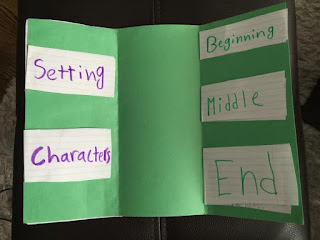 Setting
Characters
Beginning
Middle
End